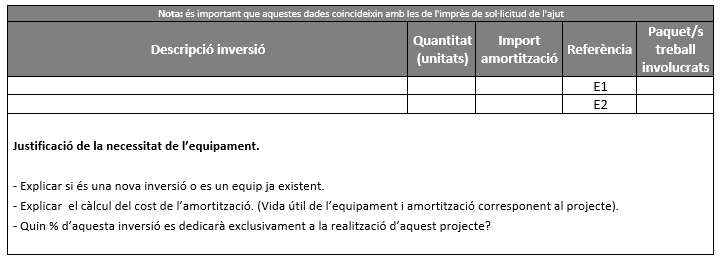 Nota: és important que aquestes dades coincideixin amb les de l'imprès de sol·licitud de l'ajut
Descripció inversió Quantitat (unitats) Import amortització Referència Paquet/s treball involucrats
E1
E2
Justificació de la necessitat de l'equipament.
- Explicar si és una nova inversió ja o es un equip ja existent.
- Explicar  el càlcul del cost de l'amortització. (Vida útil de l'equipament i amortització corresponent al projecte).
- Quin % d'aquesta inversió es dedicarà exclusivament a la realització d'aquest projecte?